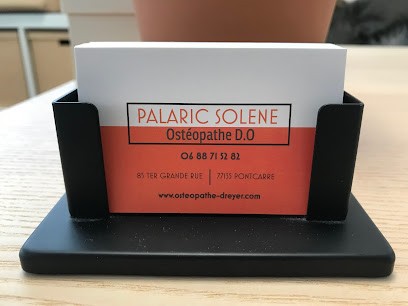 PALARIC SOLENE
Ostéopathe D.O
06 88 71 52 82
85 TER GRANDE RUE | 77135 PONTCARRE
www.osteopathe-dreyer.com